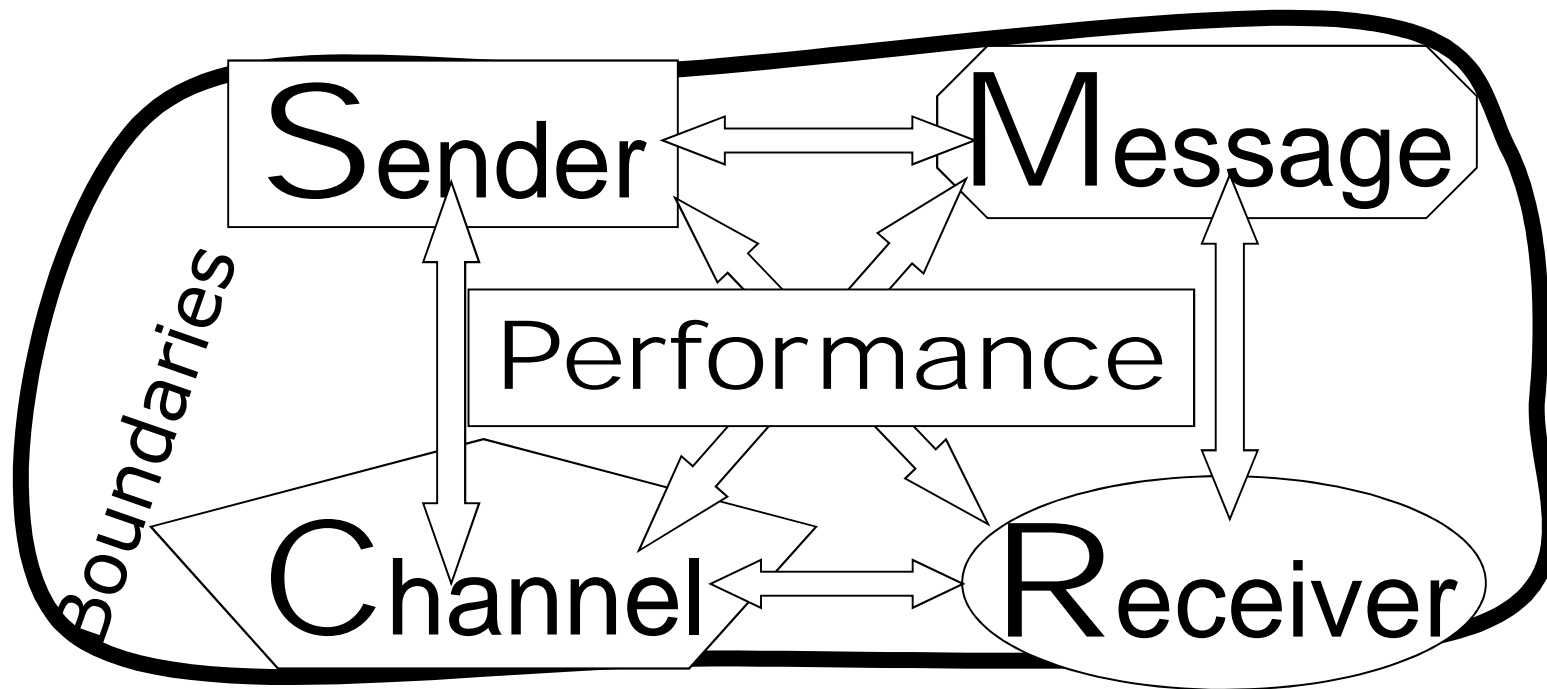 Sender
Message
Boundaries
Performance
Channel
Receiver